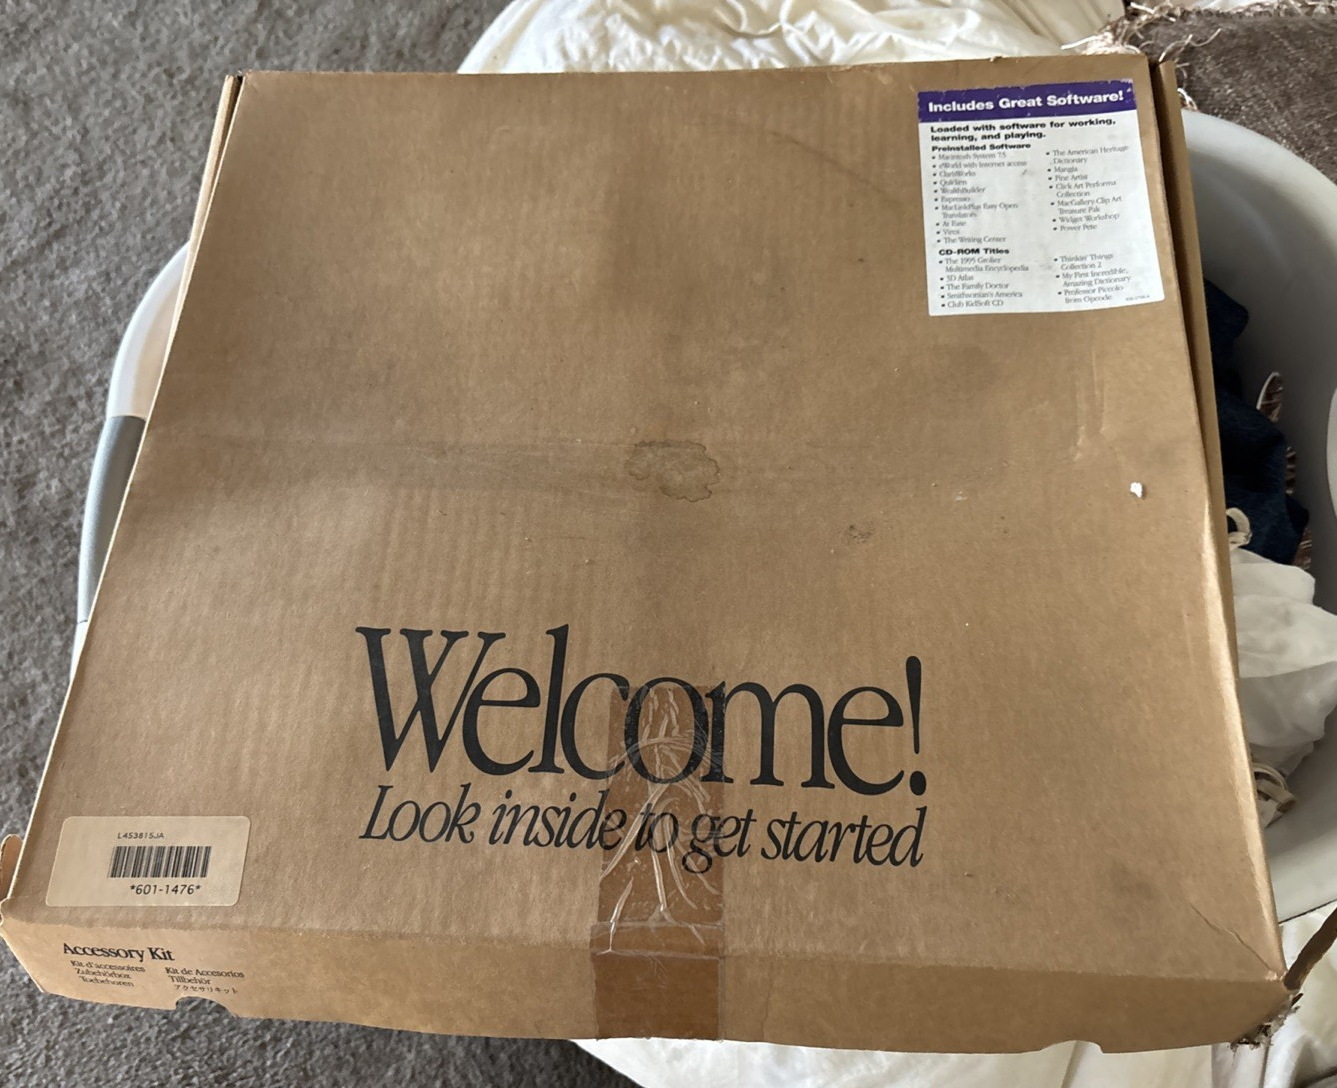 Includes Great Software!
Loaded with software for working,
learning, and playing.
Preinstalled Software
• Macintosh System 7.5
• eWorld with Internet access
• ClarisWorks
• Quicken
• WealthBuilder
• Expresso
• MacLinkPlus Easy Open
Translators
• At Ease
• The Writing Center
• The American Heritage
Dictionary
• Mangia
• Fine Artist
• Click Art Performa
Collection
• MacGallery Clip Art
Treasure Pak
• Widget Workshop
• Power Pete
CD-ROM Titles
• The 1995 Grolier
Multimedia Encyclopedia
• 3D Atlas
• The Family Doctor
• Smithsonian's America
• Club KidSoft CD
• Thinkin' Things
Collection 2
• My First Incredible,
Amazing Dictionary
• Professor Piccolo
from Opcode
Welcome!
Look inside to get started
L453815JA
*601-1476*
Accessory Kit
Kit d'accessoires
Zubehörbox
Toebehoren
Kit de Accesorios
Tillbehör
アクセサリキット